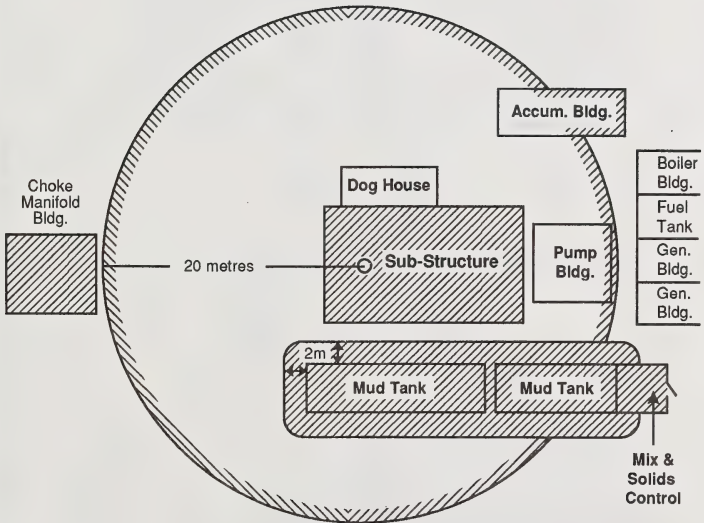 Accum. Bldg.
Boiler
Bldg.
Fuel
Tank
Gen.
Bldg.
Gen.
Bldg.
Choke
Manifold
Bldg.
Dog House
20 metres
Sub-Structure
Pump
Bldg.
2m
Mud Tank
Mud Tank
Mix &
Solids
Control